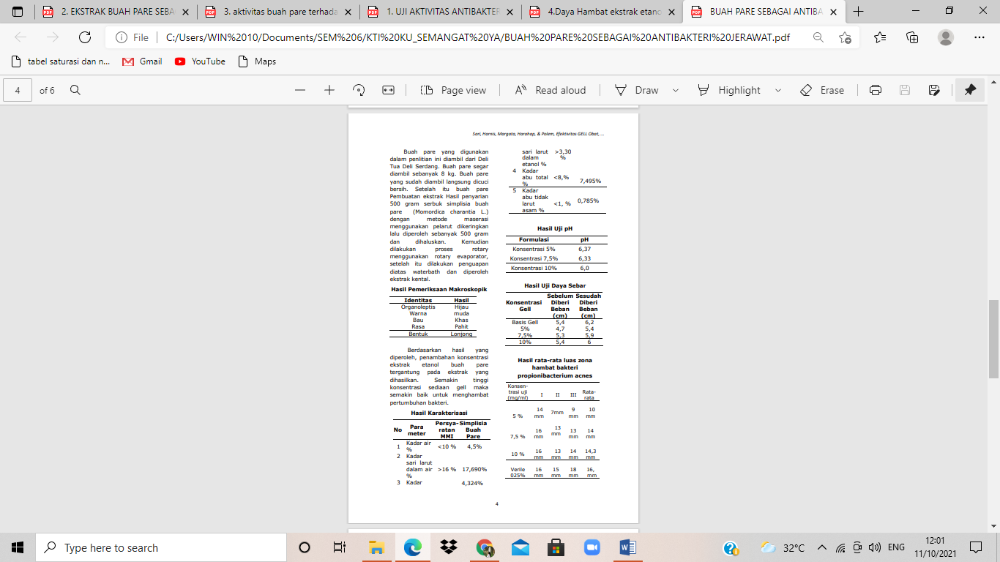 2. EKSTRAK BUAH PARE SEBA
3. aktivitas buah pare terhada
1. UJI AKTIVITAS ANTIBAKTER
4.Daya Hambat ekstrak etano
BUAH PARE SEBAGAI ANTIBA
File
C:/Users/WIN%2010/Documents/SEM%206/KTI%20KU_SEMANGAT%20YA/BUAH%20PARE%20SEBAGAI%20ANTIBAKTERI%20JERAWAT.pdf
tabel saturasi dan n...
Gmail
YouTube
Maps
4 of 6
Page view
Read aloud
Draw
Highlight
Erase
Sari, Harnis, Margata, Harahap, & Polem, Efektivitas GELL Obat, ...
Buah pare yang digunakan
dalam penlitian ini diambil dari Deli
Tua Deli Serdang. Buah pare segar
diambil sebanyak 8 kg. Buah pare
yang sudah diambil langsung dicuci
bersih. Setelah itu buah pare
Pembuatan ekstrak Hasil penyarian
500 gram serbuk simplisia buah
pare (Momordica charantia L.)
dengan metode maserasi
menggunakan pelarut dikeringkan
lalu diperoleh sebanyak 500 gram
dan dihaluskan. Kemudian
dilakukan proses rotary
menggunakan rotary evaporator,
setelah itu dilakukan penguapan
diatas waterbath dan diperoleh
ekstrak kental.
Hasil Pemeriksaan Makroskopik
Identitas Hasil
Organoleptis Hijau
Warna muda
Bau Khas
Rasa Pahit
Bentuk Lonjong
Berdasarkan hasil yang
diperoleh, penambahan konsentrasi
ekstrak etanol buah pare
tergantung pada ekstrak yang
dihasilkan. Semakin tinggi
konsentrasi sediaan gell maka
semakin baik untuk menghambat
pertumbuhan bakteri.
Hasil Karakterisasi
No Para Persya- Simplisia
meter ratan Buah
MMI Pare
1 Kadar air <10 % 4,5%
%
2 Kadar
sari larut
dalam air >16 % 17,690%
%
3 Kadar 4,324%
sari larut >3,30
dalam %
etanol %
4 Kadar
abu total <8,%
% 7,495%
5 Kadar
abu tidak
larut <1, % 0,785%
asam %
Hasil Uji pH
Formulasi pH
Konsentrasi 5% 6,37
Konsentrasi 7,5% 6,33
Konsentrasi 10% 6,0
Hasil Uji Daya Sebar
Konsentrasi Sebelum Sesudah
Gell Diberi Diberi
Beban Beban
(cm) (cm)
Basis Gell 5,4 6,2
5% 4,7 5,4
7,5% 5,3 5,9
10% 5,4 6
Hasil rata-rata luas zona
hambat bakteri
propionibacterium acnes
Konsen-
trasi uji I II III Rata-
(mg/ml) rata
5 % 14 mm 7mm 9 mm 10 mm
7,5 % 16 mm 13 mm 13 mm 14 mm
10 % 16 mm 13 mm 14 mm 14,3 mm
Verile 16 15 18 16,
025% mm mm mm mm
4
Type here to search
32°C
ENG
12:01
11/10/2021